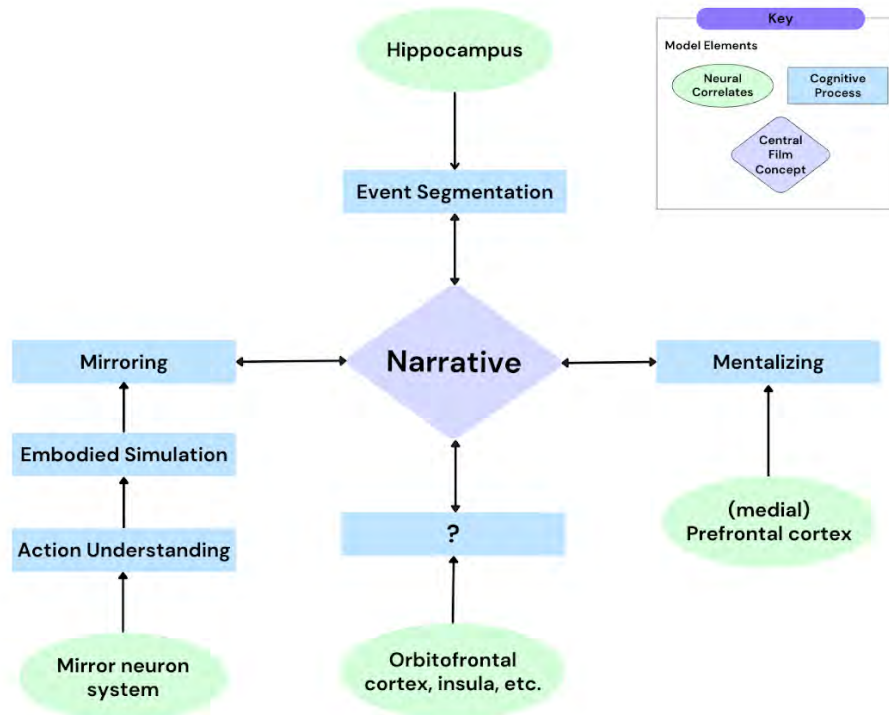 Hippocampus
Key
Model Elements
Neural
Correlates
Cognitive
Process
Central
Film
Concept
Event Segmentation
Mirroring
Narrative
Mentalizing
Embodied Simulation
Action Understanding
?
(medial)
Prefrontal cortex
Mirror neuron
system
Orbitofrontal
cortex, insula, etc.